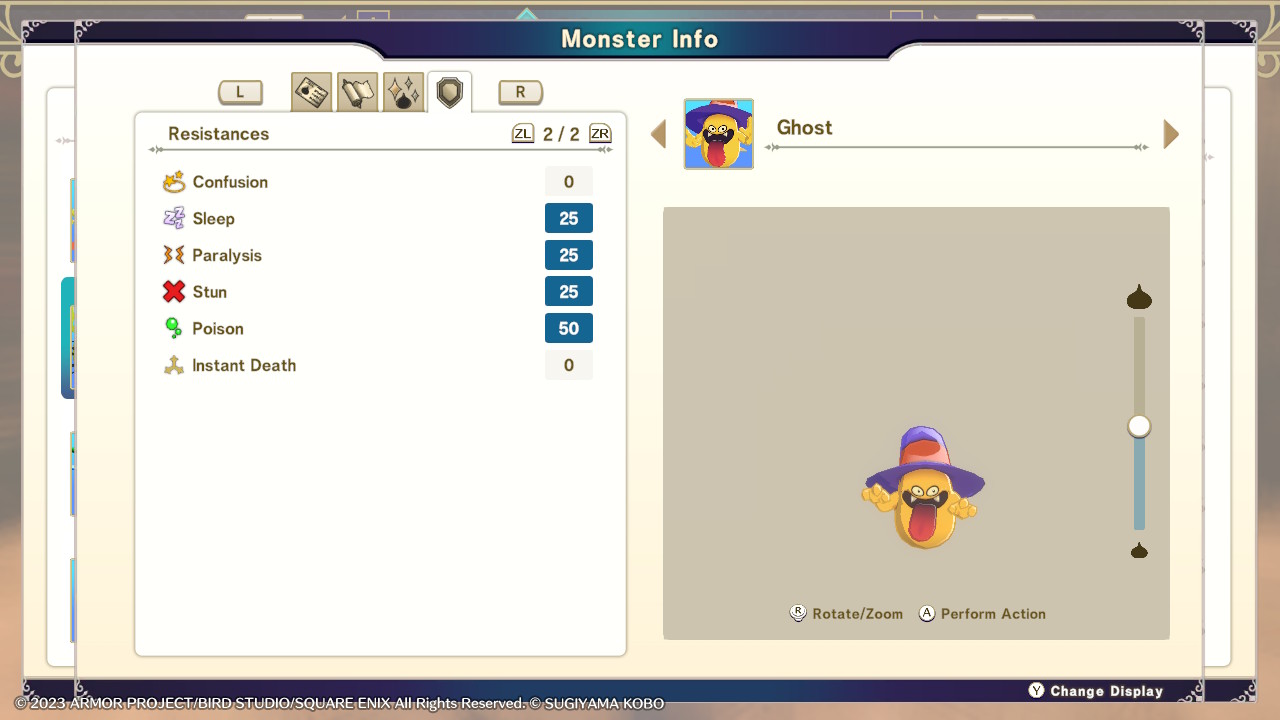 Monster Info
L
R
Resistances
ZL 2 / 2 ZR
Confusion 0
Sleep 25
Paralysis 25
Stun 25
Poison 50
Instant Death 0
Ghost
R Rotate/Zoom A Perform Action
Y Change Display
© 2023 ARMOR PROJECT/BIRD STUDIO/SQUARE ENIX All Rights Reserved. © SUGIYAMA KOBO